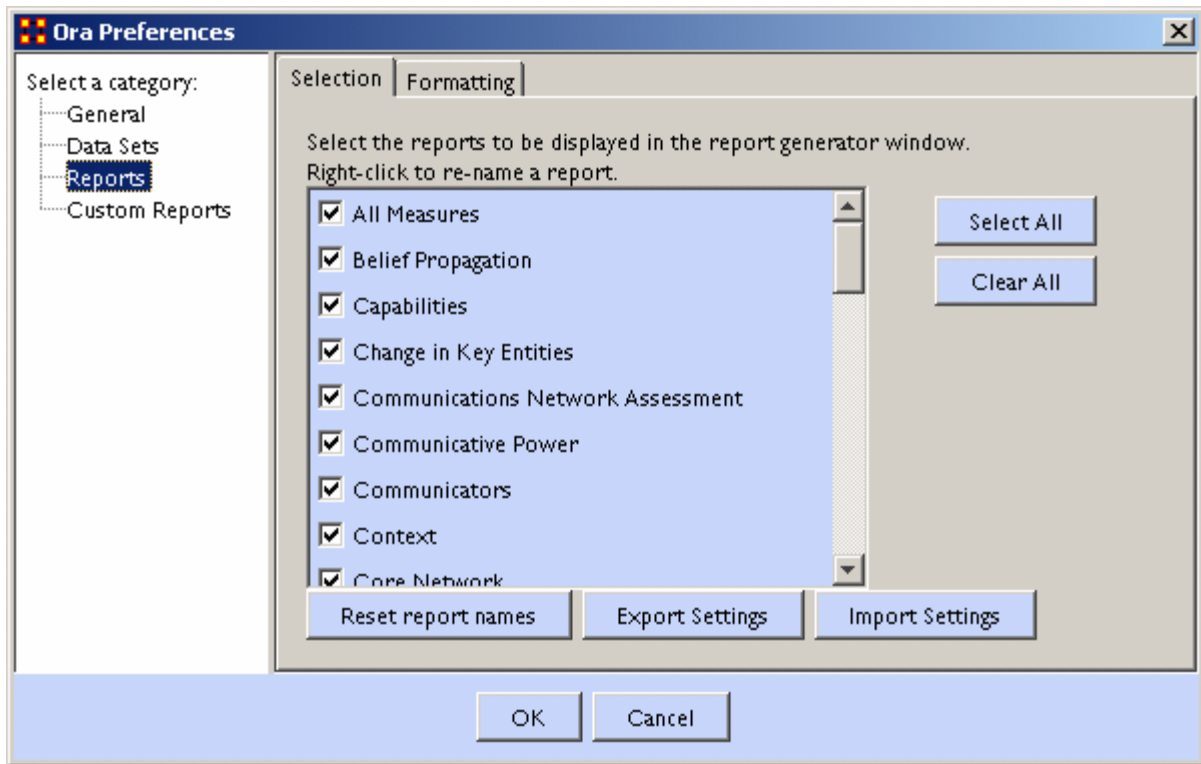 Ora Preferences
Select a category:
General
Data Sets
Reports
Custom Reports
Selection
Formatting
Select the reports to be displayed in the report generator window.
Right-click to re-name a report.
All Measures
Belief Propagation
Capabilities
Change in Key Entities
Communications Network Assessment
Communicative Power
Communicators
Context
Core Network
Select All
Clear All
Reset report names
Export Settings
Import Settings
OK
Cancel